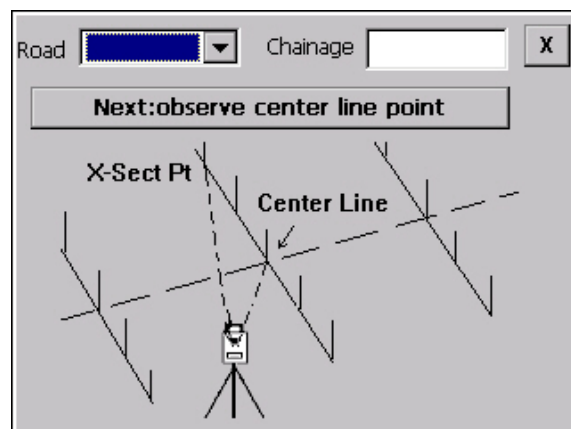 Road Chainage X
Next:observe center line point
X-Sect Pt
Center Line